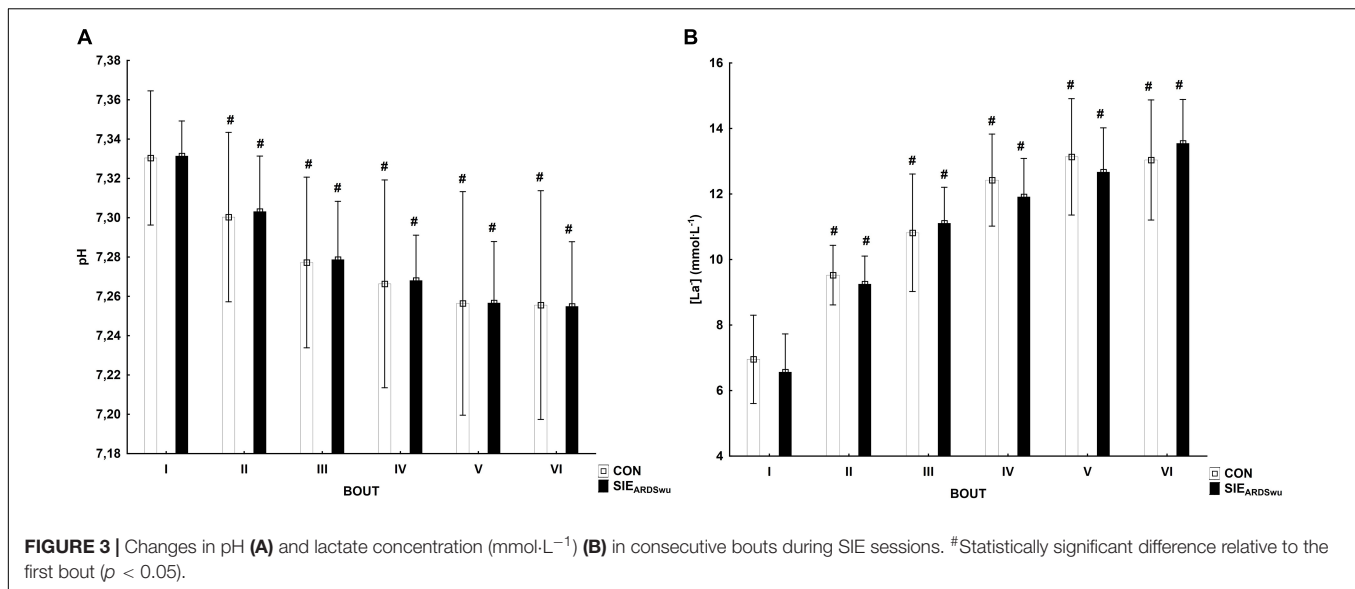 A
7,38
7,36
7,34
7,32
7,30
7,28
7,26
7,24
7,22
7,20
7,18
pH
# #
# #
# #
# #
# #
I II III IV V VI
BOUT
CON
SIE_ARDSwu
B
16
14
12
10
8
6
4
[La⁻] (mmol·L⁻¹)
# #
# #
# #
# #
# #
I II III IV V VI
BOUT
CON
SIE_ARDSwu
FIGURE 3 | Changes in pH (A) and lactate concentration (mmol·L⁻¹) (B) in consecutive bouts during SIE sessions. #Statistically significant difference relative to the
first bout (p < 0.05).